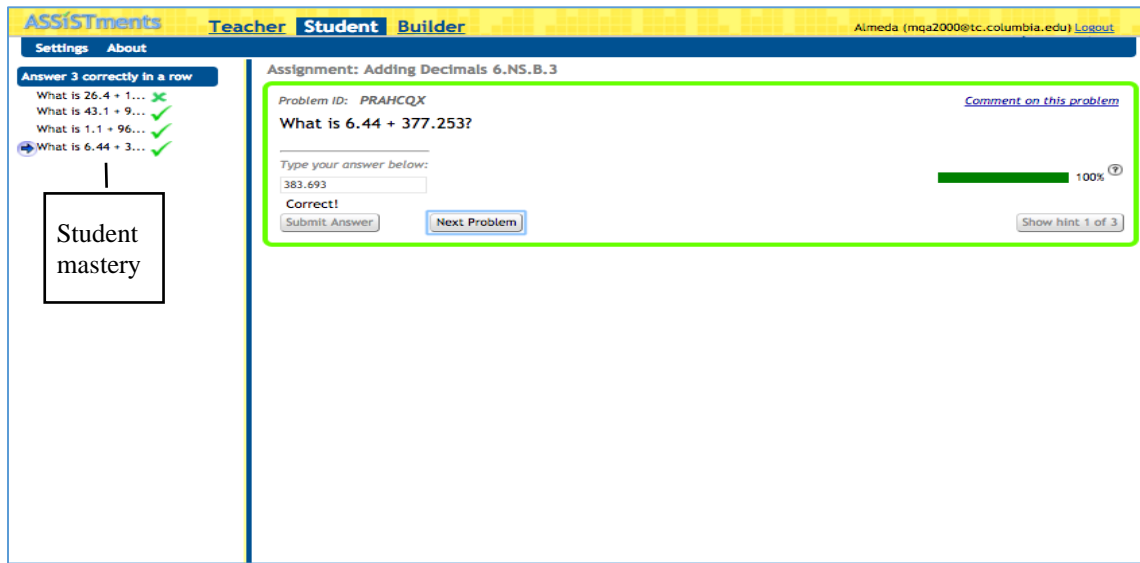 ASSiSTments
Teacher Student Builder
Almeda (mqa2000@tc.columbia.edu) Logout
Settings About
Answer 3 correctly in a row
What is 26.4 + 1...
What is 43.1 + 9...
What is 1.1 + 96...
What is 6.44 + 3...
Student
mastery
Assignment: Adding Decimals 6.NS.B.3
Problem ID: PRAHCQX
Comment on this problem
What is 6.44 + 377.253?
Type your answer below:
383.693
100% ?
Correct!
Submit Answer Next Problem Show hint 1 of 3